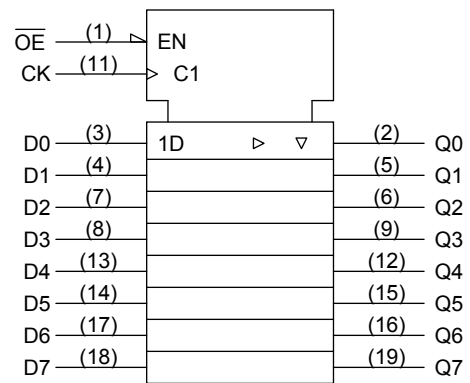 O̅E̅ (1) EN
CK (11) C1
D0 (3) 1D (2) Q0
D1 (4) (5) Q1
D2 (7) (6) Q2
D3 (8) (9) Q3
D4 (13) (12) Q4
D5 (14) (15) Q5
D6 (17) (16) Q6
D7 (18) (19) Q7